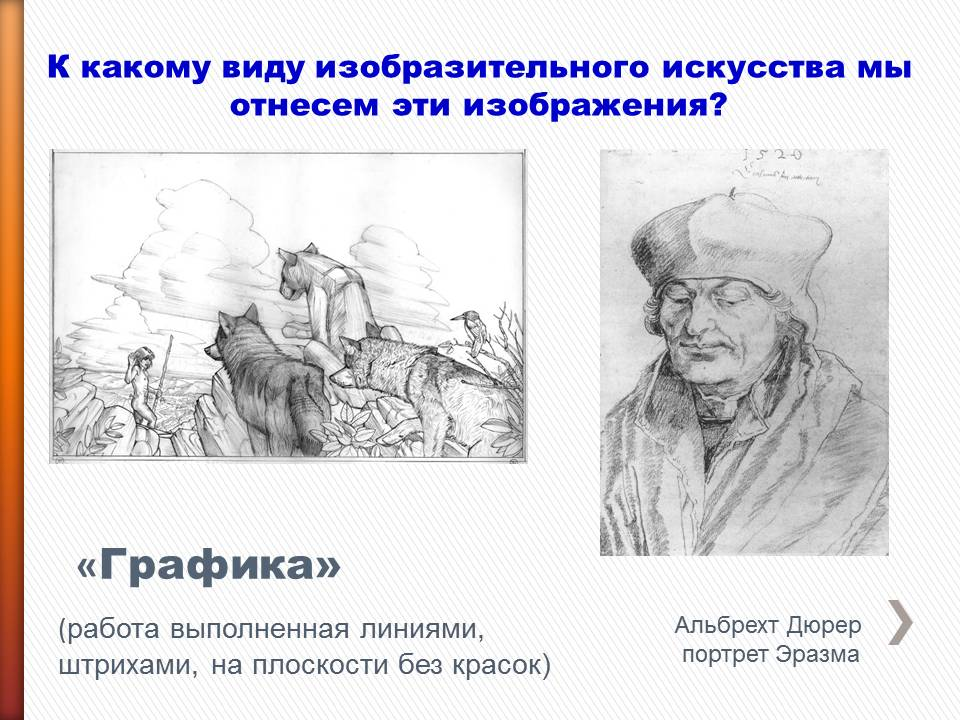 К какому виду изобразительного искусства мы
отнесем эти изображения?
1520
«Графика»
(работа выполненная линиями,
штрихами, на плоскости без красок)
Альбрехт Дюрер
портрет Эразма